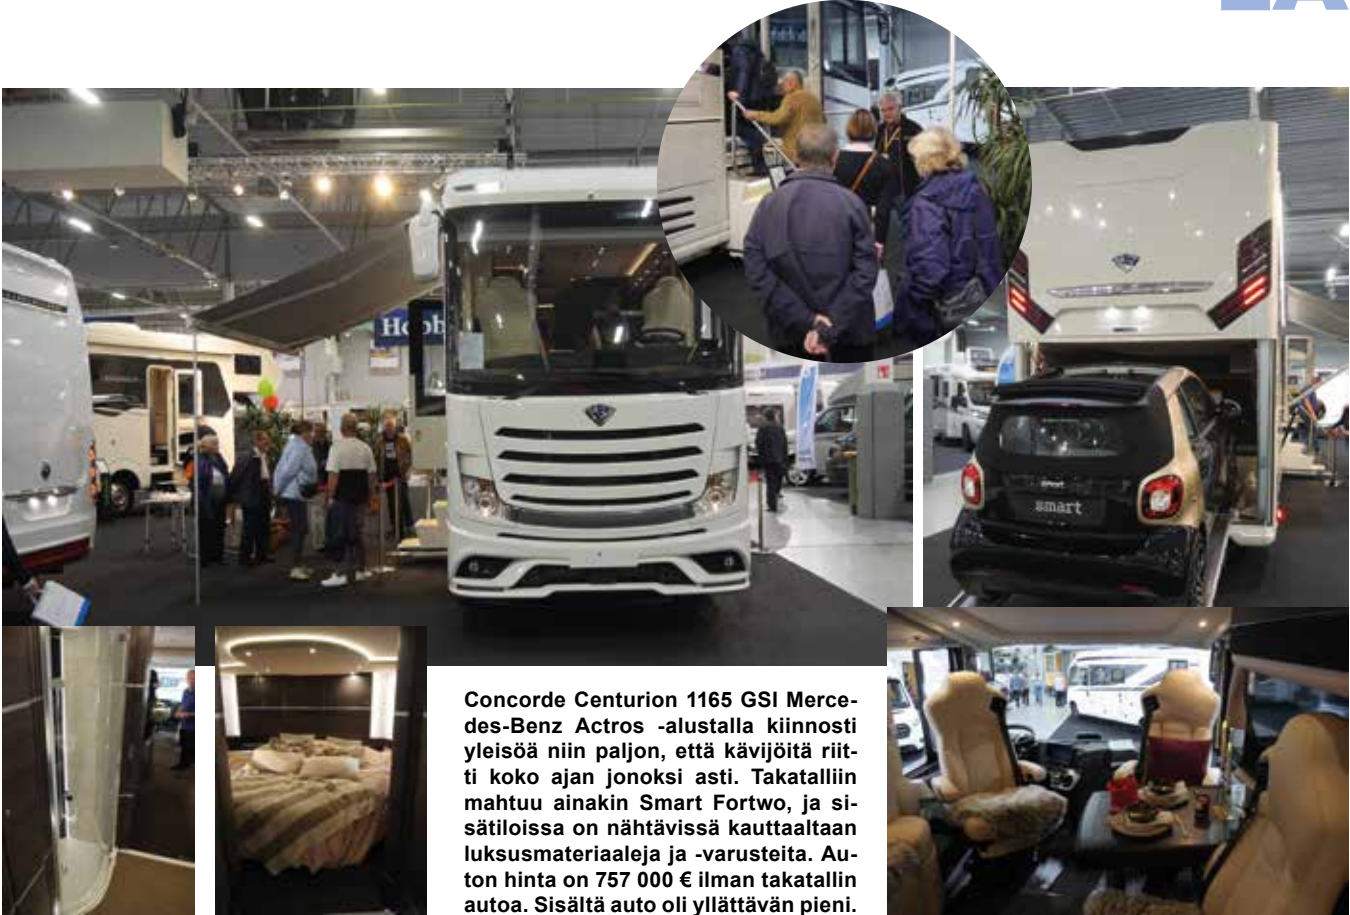 LA
Hobb
smart
Concorde Centurion 1165 GSI Merce-
des-Benz Actros -alustalla kiinnosti
yleisöä niin paljon, että kävijöitä riit-
ti koko ajan jonoksi asti. Takatalliin
mahtuu ainakin Smart Fortwo, ja si-
sätiloissa on nähtävissä kauttaaltaan
luksusmateriaaleja ja -varusteita. Au-
ton hinta on 757 000 € ilman takatallin
autoa. Sisältä auto oli yllättävän pieni.